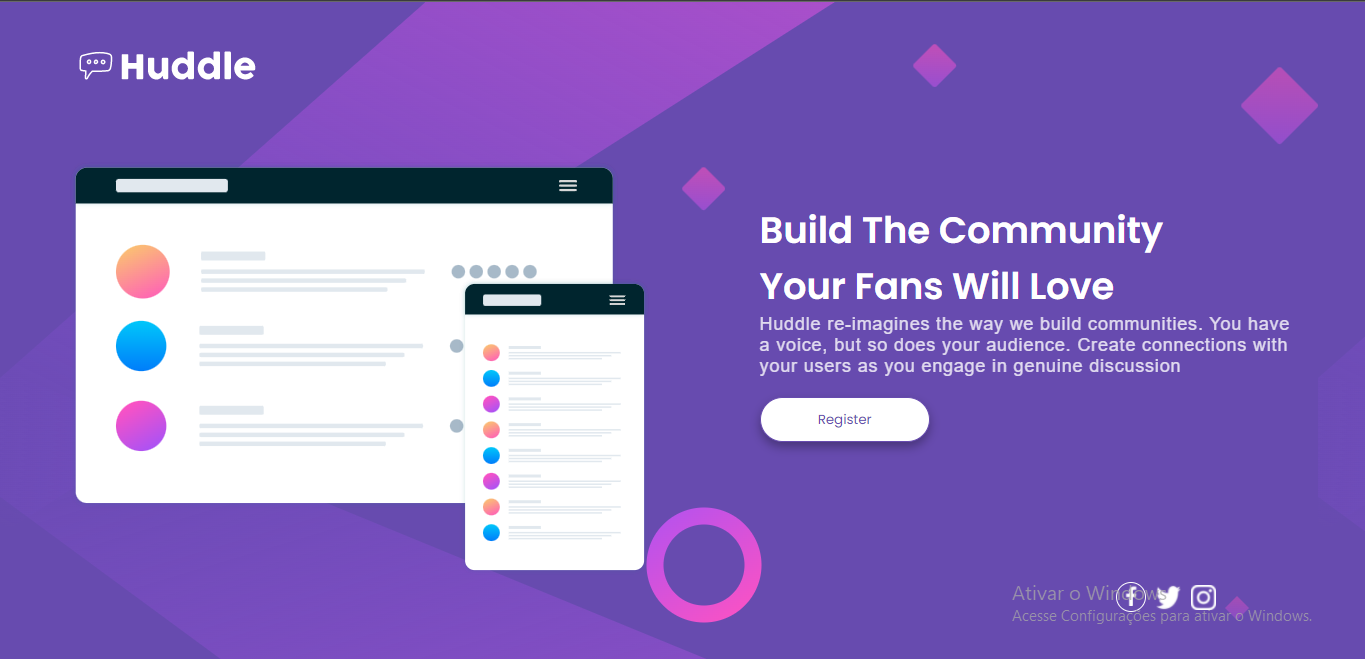 Huddle
Build The Community
Your Fans Will Love
Huddle re-imagines the way we build communities. You have
a voice, but so does your audience. Create connections with
your users as you engage in genuine discussion
Register
Ativar o Windows
Acesse Configurações para ativar o Windows.